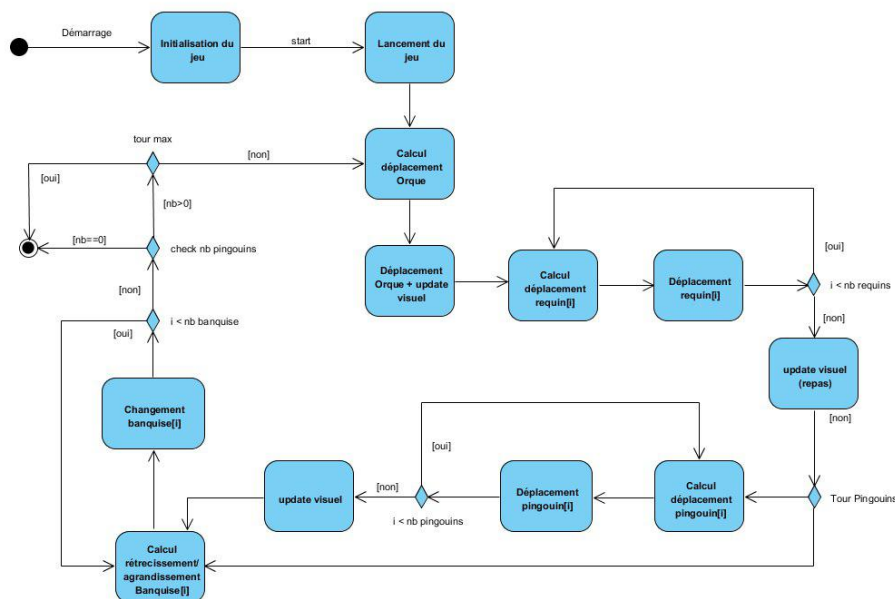 Démarrage
Initialisation du
jeu
start
Lancement du
jeu
tour max
[non]
[oui]
Calcul
déplacement
Orque
[nb>0]
[nb==0]
check nb pingouins
[oui]
Déplacement
Orque + update
visuel
Calcul
déplacement
requin[i]
Déplacement
requin[i]
i < nb requins
[non]
[non]
i < nb banquise
[oui]
update visuel
(repas)
[non]
Changement
banquise[i]
[oui]
update visuel
[non]
i < nb pingouins
Déplacement
pingouin[i]
Calcul
déplacement
pingouin[i]
Tour Pingouins
Calcul
rétrecissement/
agrandissement
Banquise[i]